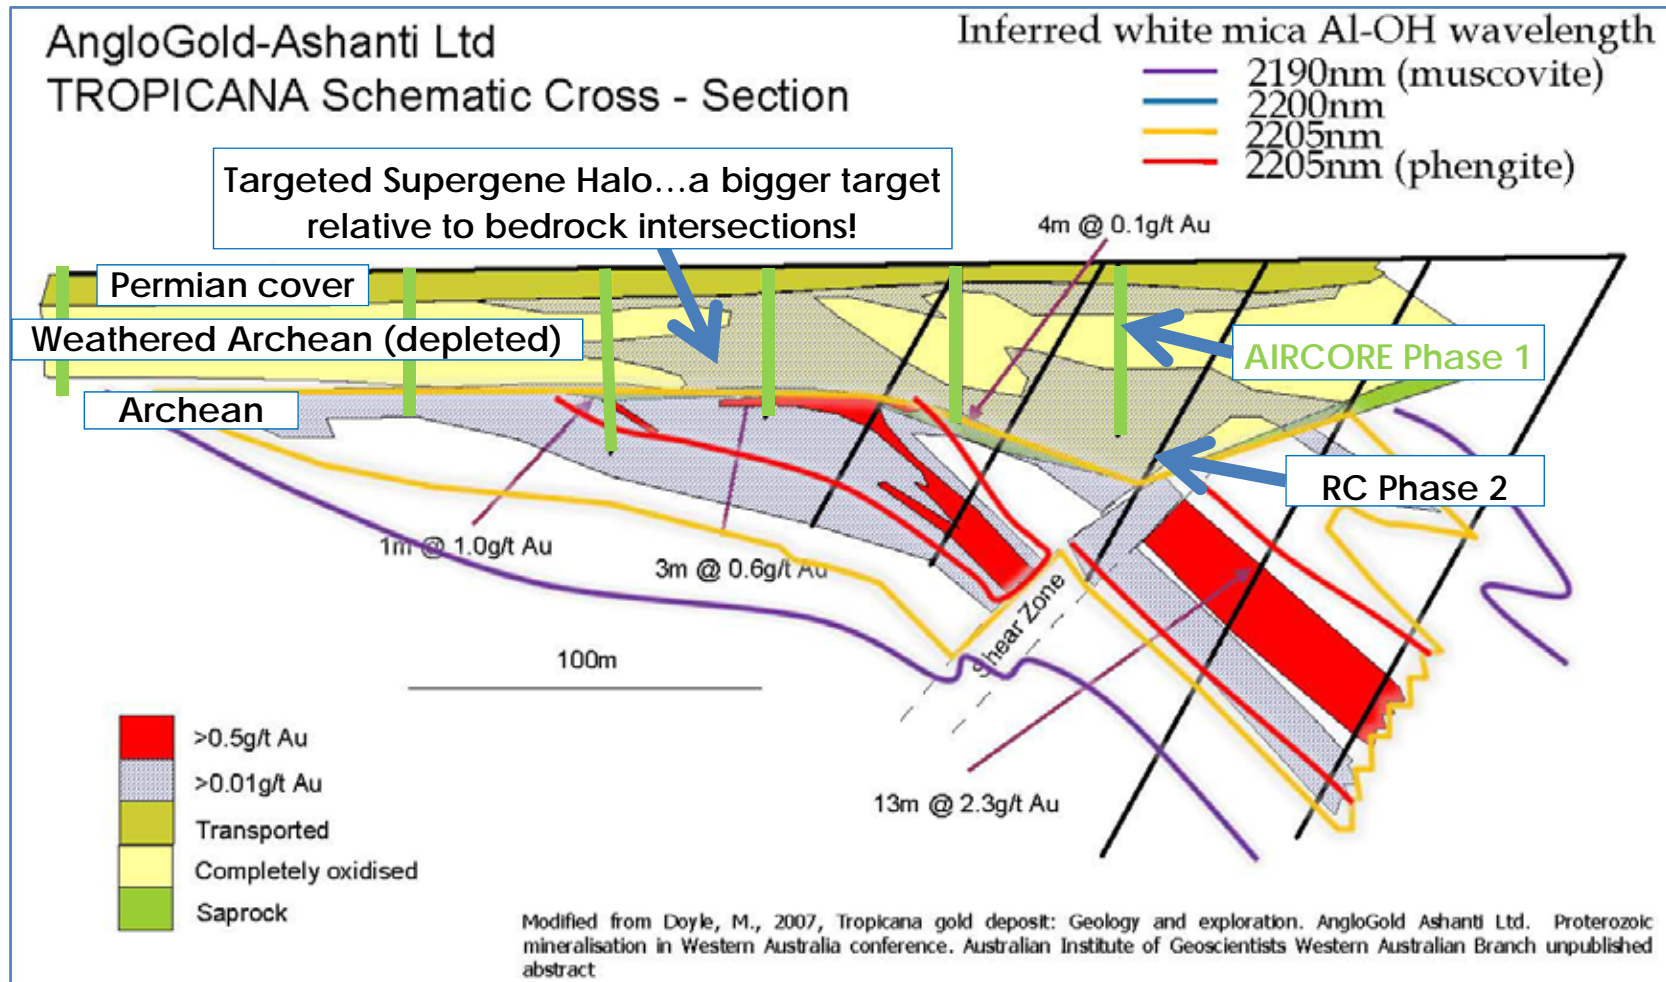 AngloGold-Ashanti Ltd
TROPICANA Schematic Cross - Section
Inferred white mica Al-OH wavelength
2190nm (muscovite)
2200nm
2205nm
2205nm (phengite)
Targeted Supergene Halo...a bigger target
relative to bedrock intersections!
4m @ 0.1g/t Au
Permian cover
Weathered Archean (depleted)
AIRCORE Phase 1
Archean
RC Phase 2
1m @ 1.0g/t Au
3m @ 0.6g/t Au
Shear Zone
100m
13m @ 2.3g/t Au
>0.5g/t Au
>0.01g/t Au
Transported
Completely oxidised
Saprock
Modified from Doyle, M., 2007, Tropicana gold deposit: Geology and exploration. AngloGold Ashanti Ltd. Proterozoic
mineralisation in Western Australia conference. Australian Institute of Geoscientists Western Australian Branch unpublished
abstract